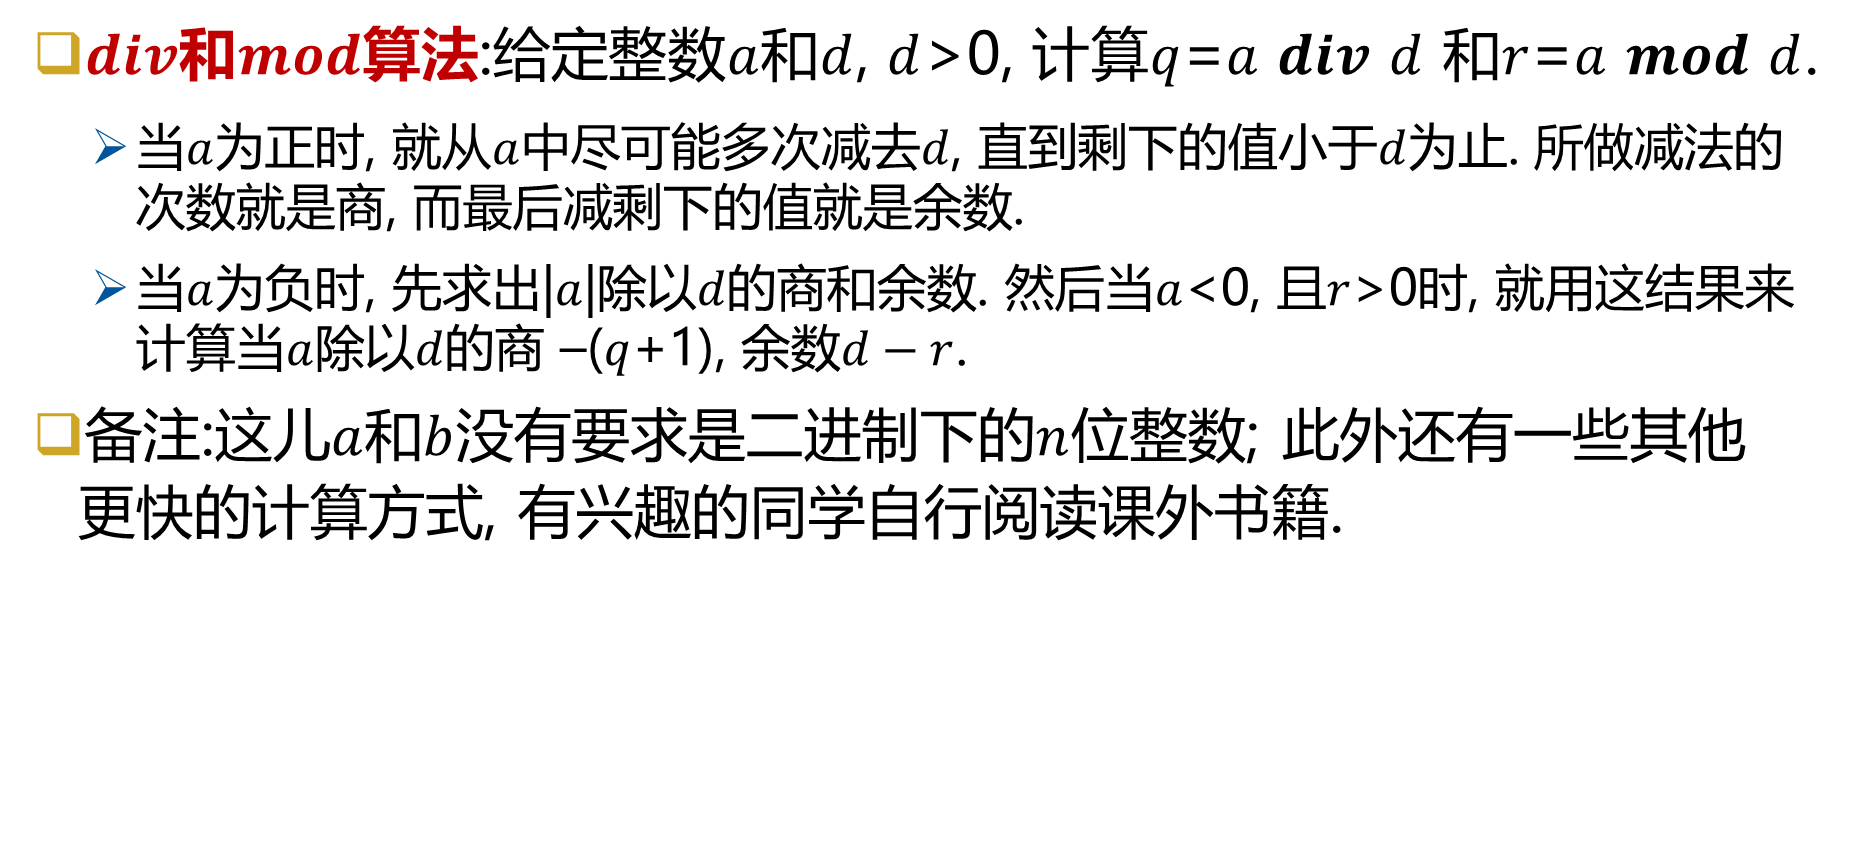 div和mod算法:给定整数a和d, d>0, 计算q=a div d 和r=a mod d.
当a为正时, 就从a中尽可能多次减去d, 直到剩下的值小于d为止. 所做减法的
次数就是商, 而最后减剩下的值就是余数.
当a为负时, 先求出|a|除以d的商和余数. 然后当a<0, 且r>0时, 就用这结果来
计算当a除以d的商 –(q+1), 余数d − r.
备注:这儿a和b没有要求是二进制下的n位整数; 此外还有一些其他
更快的计算方式, 有兴趣的同学自行阅读课外书籍.